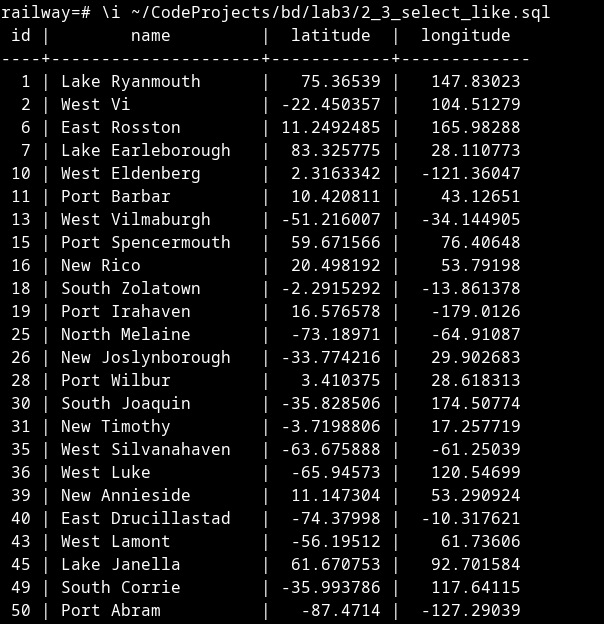 railway=# \i ~/CodeProjects/bd/lab3/2_3_select_like.sql
 id |        name         |  latitude  |  longitude
----+---------------------+------------+-------------
  1 | Lake Ryanmouth      |   75.36539 |   147.83023
  2 | West Vi             | -22.450357 |   104.51279
  6 | East Rosston        | 11.2492485 |   165.98288
  7 | Lake Earleborough   |  83.325775 |   28.110773
 10 | West Eldenberg      |  2.3163342 |  -121.36047
 11 | Port Barbar         |  10.420811 |    43.12651
 13 | West Vilmaburgh     | -51.216007 |  -34.144905
 15 | Port Spencermouth   |  59.671566 |    76.40648
 16 | New Rico            |  20.498192 |    53.79198
 18 | South Zolatown      | -2.2915292 |  -13.861378
 19 | Port Irahaven       |  16.576578 |   -179.0126
 25 | North Melaine       |  -73.18971 |   -64.91087
 26 | New Joslynborough   | -33.774216 |   29.902683
 28 | Port Wilbur         |   3.410375 |   28.618313
 30 | South Joaquin       | -35.828506 |   174.50774
 31 | New Timothy         | -3.7198806 |   17.257719
 35 | West Silvanahaven   | -63.675888 |   -61.25039
 36 | West Luke           |  -65.94573 |   120.54699
 39 | New Annieside       |  11.147304 |   53.290924
 40 | East Drucillastad   |  -74.37998 |  -10.317621
 43 | West Lamont         |  -56.19512 |    61.73606
 45 | Lake Janella        |  61.670753 |   92.701584
 49 | South Corrie        | -35.993786 |   117.64115
 50 | Port Abram          |   -87.4714 |  -127.29039